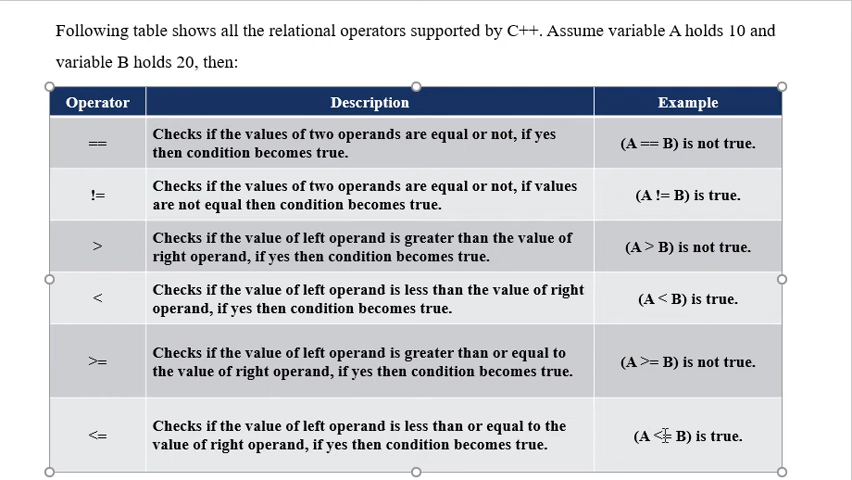 Following table shows all the relational operators supported by C++. Assume variable A holds 10 and
variable B holds 20, then:
Operator Description Example
== Checks if the values of two operands are equal or not, if yes
then condition becomes true. (A == B) is not true.
!= Checks if the values of two operands are equal or not, if values
are not equal then condition becomes true. (A != B) is true.
> Checks if the value of left operand is greater than the value of
right operand, if yes then condition becomes true. (A > B) is not true.
< Checks if the value of left operand is less than the value of right
operand, if yes then condition becomes true. (A < B) is true.
>= Checks if the value of left operand is greater than or equal to
the value of right operand, if yes then condition becomes true. (A >= B) is not true.
<= Checks if the value of left operand is less than or equal to the
value of right operand, if yes then condition becomes true. (A <= B) is true.